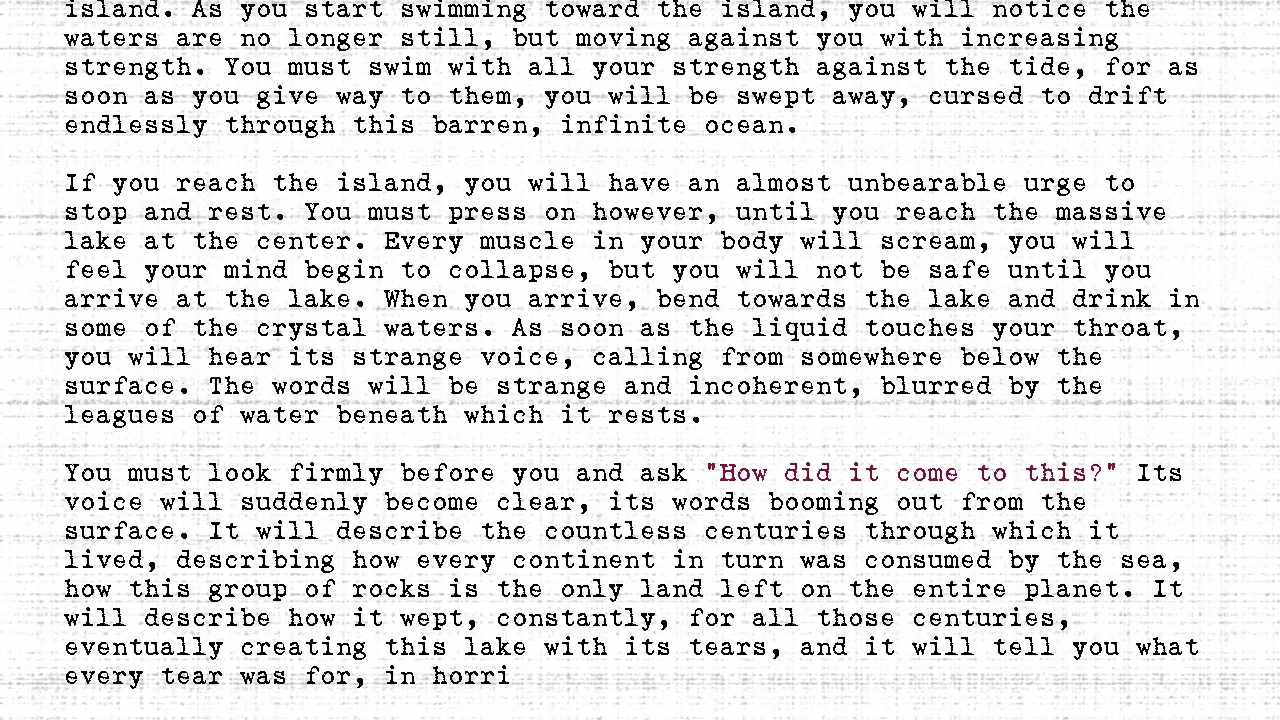 island. As you start swimming toward the island, you will notice the
waters are no longer still, but moving against you with increasing
strength. You must swim with all your strength against the tide, for as
soon as you give way to them, you will be swept away, cursed to drift
endlessly through this barren, infinite ocean.
If you reach the island, you will have an almost unbearable urge to
stop and rest. You must press on however, until you reach the massive
lake at the center. Every muscle in your body will scream, you will
feel your mind begin to collapse, but you will not be safe until you
arrive at the lake. When you arrive, bend towards the lake and drink in
some of the crystal waters. As soon as the liquid touches your throat,
you will hear its strange voice, calling from somewhere below the
surface. The words will be strange and incoherent, blurred by the
leagues of water beneath which it rests.
You must look firmly before you and ask "How did it come to this?" Its
voice will suddenly become clear, its words booming out from the
surface. It will describe the countless centuries through which it
lived, describing how every continent in turn was consumed by the sea,
how this group of rocks is the only land left on the entire planet. It
will describe how it wept, constantly, for all those centuries,
eventually creating this lake with its tears, and it will tell you what
every tear was for, in horri